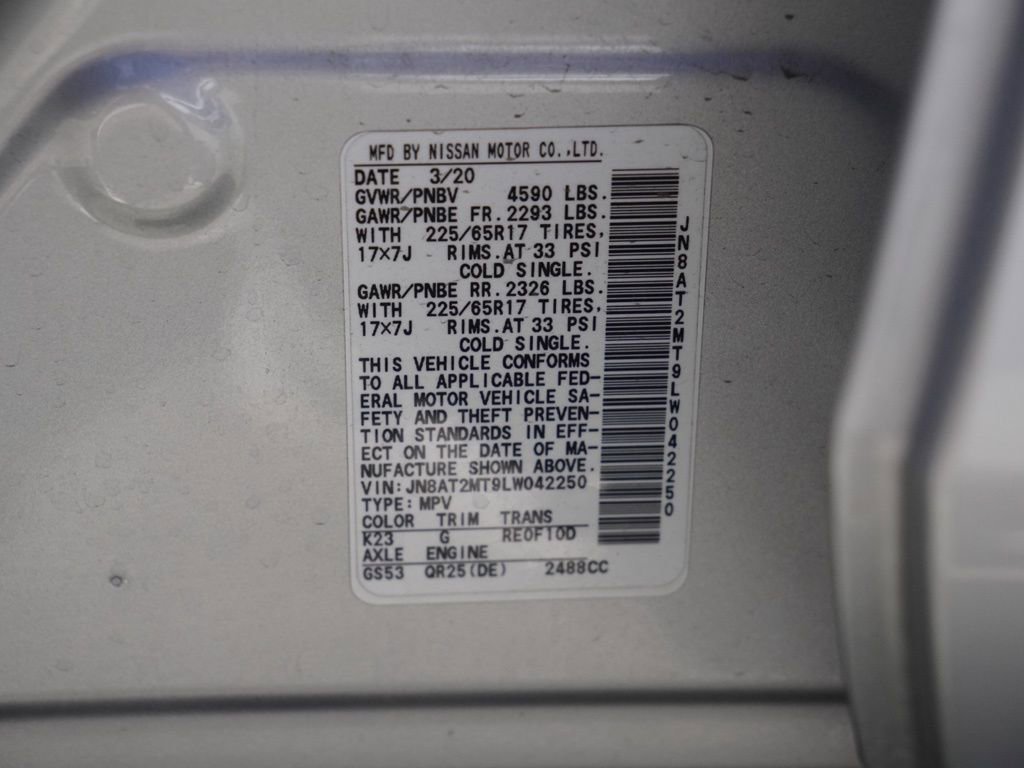 MFD BY NISSAN MOTOR CO.,LTD.
DATE 3/20
GVWR/PNBV 4590 LBS.
GAWR/PNBE FR.2293 LBS.
WITH 225/65R17 TIRES,
17×7J RIMS.AT 33 PSI
COLD SINGLE.
GAWR/PNBE RR.2326 LBS.
WITH 225/65R17 TIRES,
17×7J RIMS.AT 33 PSI
COLD SINGLE.
THIS VEHICLE CONFORMS
TO ALL APPLICABLE FED-
ERAL MOTOR VEHICLE SA-
FETY AND THEFT PREVEN-
TION STANDARDS IN EFF-
ECT ON THE DATE OF MA-
NUFACTURE SHOWN ABOVE.
VIN:JN8AT2MT9LW042250
TYPE:MPV
COLOR TRIM TRANS
K23 G RE0F10D
AXLE ENGINE
GS53 QR25(DE) 2488CC
JN8AT2MT9LW042250